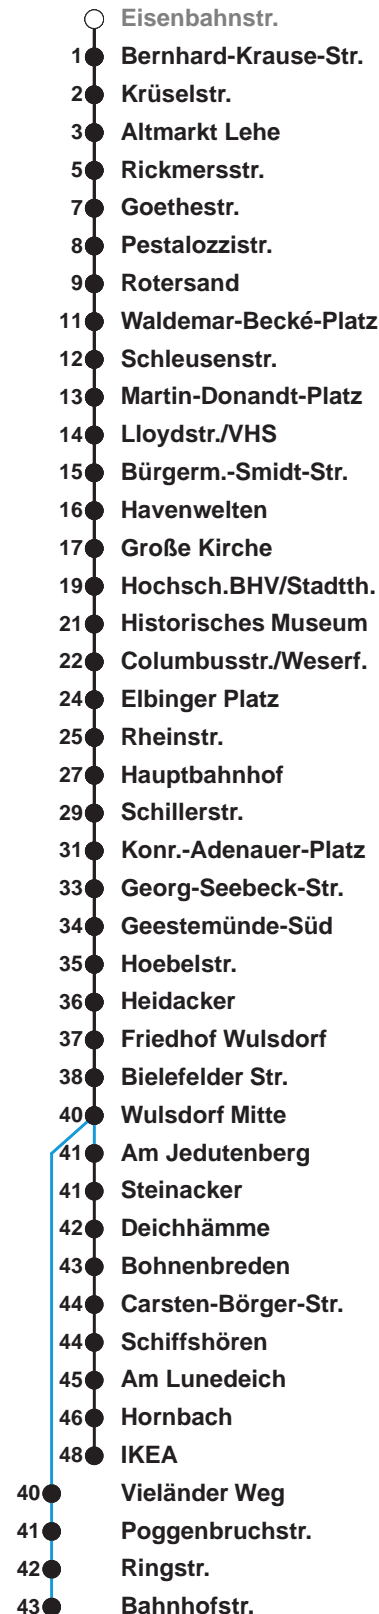 Eisenbahnstr.
1 Bernhard-Krause-Str.
2 Krüselstr.
3 Altmarkt Lehe
5 Rickmersstr.
7 Goethestr.
8 Pestalozzistr.
9 Rotersand
11 Waldemar-Becké-Platz
12 Schleusenstr.
13 Martin-Donandt-Platz
14 Lloydstr./VHS
15 Bürgerm.-Smidt-Str.
16 Havenwelten
17 Große Kirche
19 Hochsch.BHV/Stadtth.
21 Historisches Museum
22 Columbusstr./Weserf.
24 Elbinger Platz
25 Rheinstr.
27 Hauptbahnhof
29 Schillerstr.
31 Konr.-Adenauer-Platz
33 Georg-Seebeck-Str.
34 Geestemünde-Süd
35 Hoebelstr.
36 Heidacker
37 Friedhof Wulsdorf
38 Bielefelder Str.
40 Wulsdorf Mitte
41 Am Jedutenberg
41 Steinacker
42 Deichhämme
43 Bohnenbreden
44 Carsten-Börger-Str.
44 Schiffshören
45 Am Lunedeich
46 Hornbach
48 IKEA
40 Vieländer Weg
41 Poggenbruchstr.
42 Ringstr.
43 Bahnhofstr.